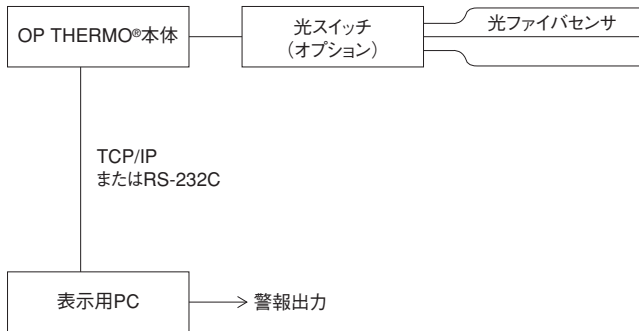 OP THERMO®本体
光スイッチ
(オプション)
光ファイバセンサ
TCP/IP
またはRS-232C
表示用PC
警報出力